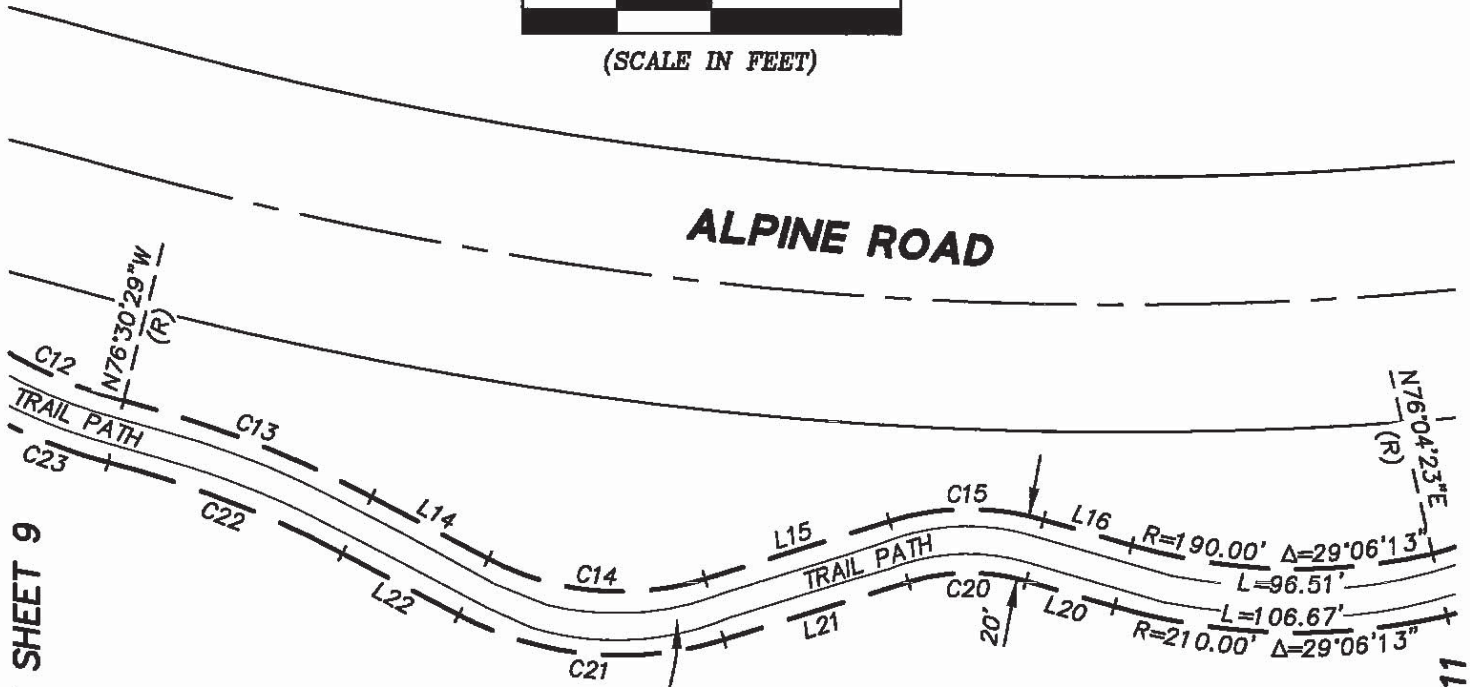 (SCALE IN FEET)
ALPINE ROAD
N76°30'29"W
(R)
C12
TRAIL PATH
C23
C13
C22
L14
L22
C14
C21
L15
TRAIL PATH
L21
C15
C20
20'
L16
L20
R=190.00' Δ=29°06'13"
L=96.51'
L=106.67'
R=210.00' Δ=29°06'13"
N76°04'23"E
(R)
SHEET 9
11